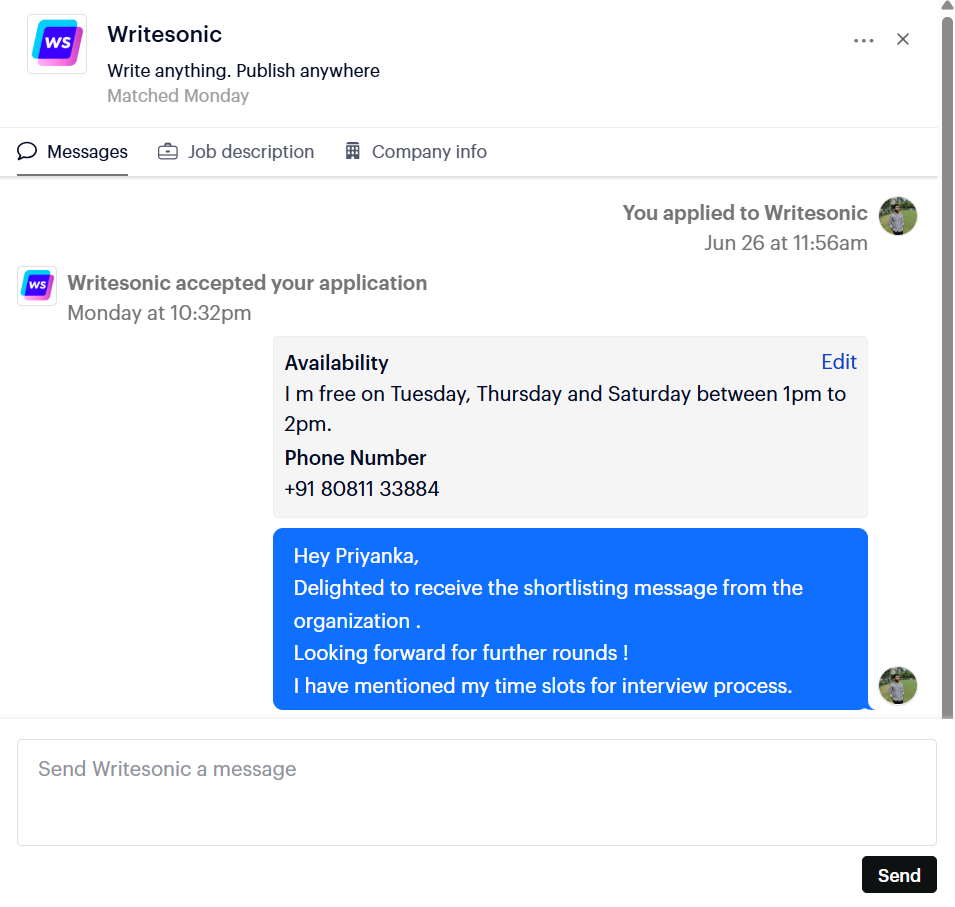 WS
Writesonic
Write anything. Publish anywhere
Matched Monday
Messages
Job description
Company info
You applied to Writesonic
Jun 26 at 11:56am
WS
Writesonic accepted your application
Monday at 10:32pm
Availability
Edit
I m free on Tuesday, Thursday and Saturday between 1pm to
2pm.
Phone Number
+91 80811 33884
Hey Priyanka,
Delighted to receive the shortlisting message from the
organization .
Looking forward for further rounds !
I have mentioned my time slots for interview process.
Send Writesonic a message
Send